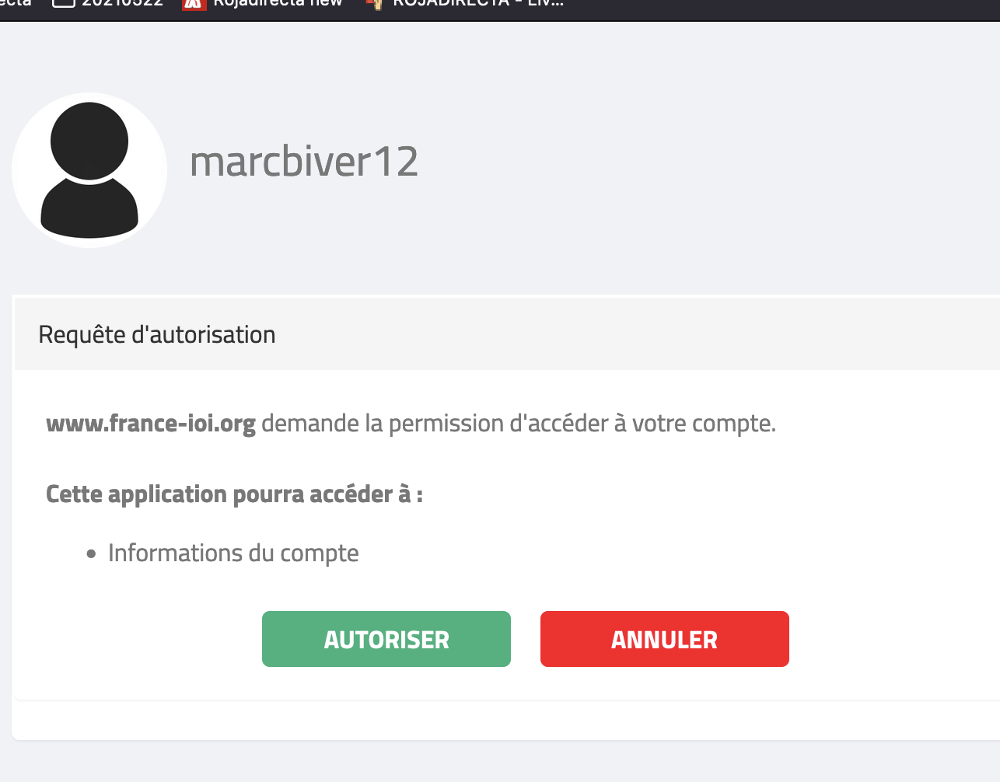 ecta 20210522 Rojadirecta new ROJADIRECTA - Liv...
marcbiver12
Requête d'autorisation
www.france-ioi.org demande la permission d'accéder à votre compte.
Cette application pourra accéder à :
• Informations du compte
AUTORISER ANNULER